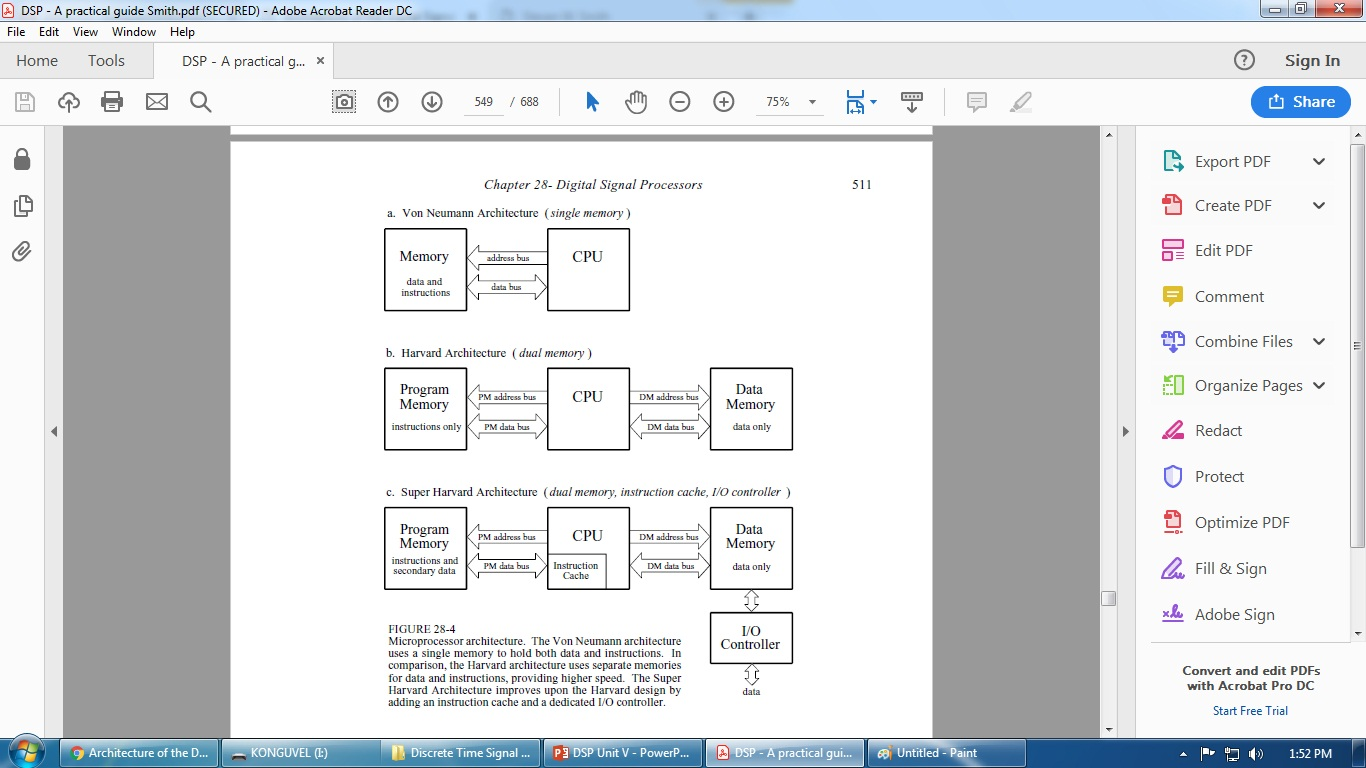 DSP - A practical guide Smith.pdf (SECURED) - Adobe Acrobat Reader DC
File Edit View Window Help
Home Tools DSP - A practical g... × ? Sign In
549 / 688 75% Share
Chapter 28- Digital Signal Processors 511
a. Von Neumann Architecture ( single memory )
Memory
data and
instructions
address bus
data bus
CPU
b. Harvard Architecture ( dual memory )
Program
Memory
instructions only
PM address bus
PM data bus
CPU
DM address bus
DM data bus
Data
Memory
data only
c. Super Harvard Architecture ( dual memory, instruction cache, I/O controller )
Program
Memory
instructions and
secondary data
PM address bus
PM data bus
CPU
Instruction
Cache
DM address bus
DM data bus
Data
Memory
data only
I/O
Controller
data
FIGURE 28-4
Microprocessor architecture. The Von Neumann architecture
uses a single memory to hold both data and instructions. In
comparison, the Harvard architecture uses separate memories
for data and instructions, providing higher speed. The Super
Harvard Architecture improves upon the Harvard design by
adding an instruction cache and a dedicated I/O controller.
Export PDF
Create PDF
Edit PDF
Comment
Combine Files
Organize Pages
Redact
Protect
Optimize PDF
Fill & Sign
Adobe Sign
Convert and edit PDFs
with Acrobat Pro DC
Start Free Trial
Architecture of the D... KONGUVEL (I:) Discrete Time Signal ... DSP Unit V - PowerP... DSP - A practical gui... Untitled - Paint 1:52 PM